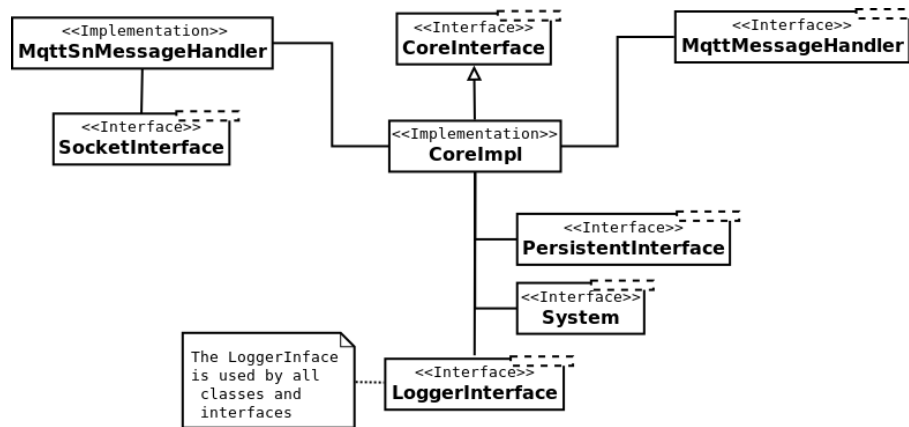 <<Implementation>>
MqttSnMessageHandler
<<Interface>>
CoreInterface
<<Interface>>
MqttMessageHandler
<<Interface>>
SocketInterface
<<Implementation>>
CoreImpl
<<Interface>>
PersistentInterface
<<Interface>>
System
The LoggerInface
is used by all
classes and
interfaces
<<Interface>>
LoggerInterface